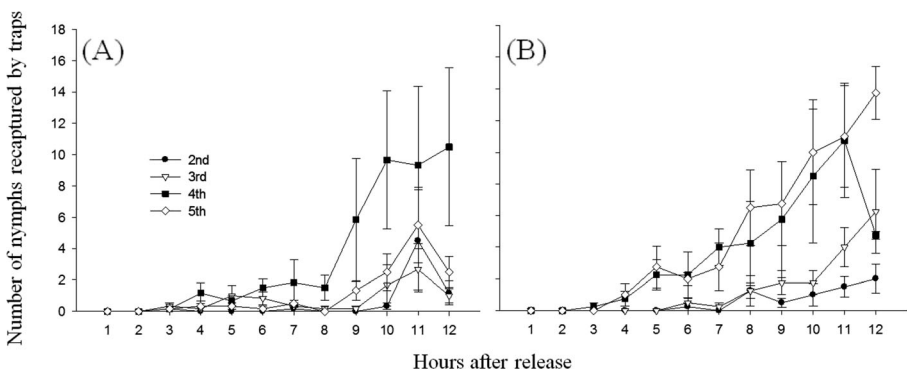 Number of nymphs recaptured by traps
18
16
14
12
10
8
6
4
2
0
(A)
2nd
3rd
4th
5th
1 2 3 4 5 6 7 8 9 10 11 12
(B)
1 2 3 4 5 6 7 8 9 10 11 12
Hours after release